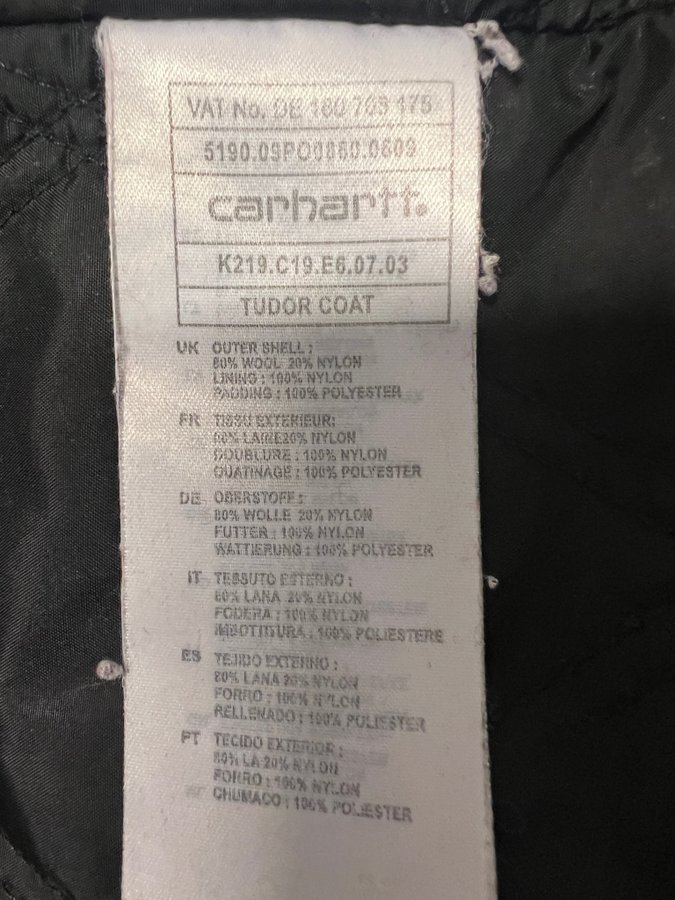 VAT No. DE 180 703 175
5190.09PO0860.0609
carhartt.
K219.C19.E6.07.03
TUDOR COAT
UK OUTER SHELL :
80% WOOL 20% NYLON
LINING : 100% NYLON
PADDING : 100% POLYESTER
FR TISSU EXTERIEUR:
80% LAINE20% NYLON
DOUBLURE : 100% NYLON
OUATINAGE : 100% POLYESTER
DE OBERSTOFF :
80% WOLLE 20% NYLON
FUTTER : 100% NYLON
WATTIERUNG : 100% POLYESTER
IT TESSUTO ESTERNO :
80% LANA 20% NYLON
FODERA : 100% NYLON
IMBOTTITURA : 100% POLIESTERE
ES TEJIDO EXTERNO :
80% LANA 20% NYLON
FORRO : 100% NYLON
RELLENADO : 100% POLIESTER
PT TECIDO EXTERIOR :
80% LA 20% NYLON
FORRO : 100% NYLON
CHUMACO : 100% POLIESTER